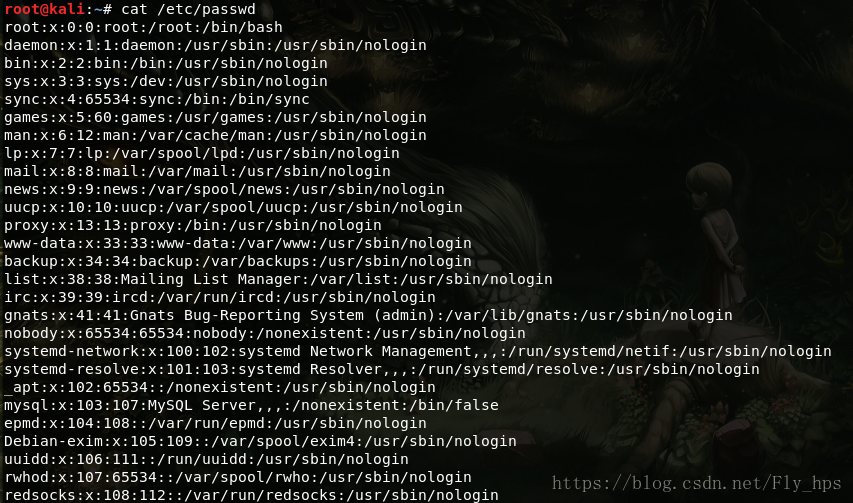 root@kali:~# cat /etc/passwd
root:x:0:0:root:/root:/bin/bash
daemon:x:1:1:daemon:/usr/sbin:/usr/sbin/nologin
bin:x:2:2:bin:/bin:/usr/sbin/nologin
sys:x:3:3:sys:/dev:/usr/sbin/nologin
sync:x:4:65534:sync:/bin:/bin/sync
games:x:5:60:games:/usr/games:/usr/sbin/nologin
man:x:6:12:man:/var/cache/man:/usr/sbin/nologin
lp:x:7:7:lp:/var/spool/lpd:/usr/sbin/nologin
mail:x:8:8:mail:/var/mail:/usr/sbin/nologin
news:x:9:9:news:/var/spool/news:/usr/sbin/nologin
uucp:x:10:10:uucp:/var/spool/uucp:/usr/sbin/nologin
proxy:x:13:13:proxy:/bin:/usr/sbin/nologin
www-data:x:33:33:www-data:/var/www:/usr/sbin/nologin
backup:x:34:34:backup:/var/backups:/usr/sbin/nologin
list:x:38:38:Mailing List Manager:/var/list:/usr/sbin/nologin
irc:x:39:39:ircd:/var/run/ircd:/usr/sbin/nologin
gnats:x:41:41:Gnats Bug-Reporting System (admin):/var/lib/gnats:/usr/sbin/nologin
nobody:x:65534:65534:nobody:/nonexistent:/usr/sbin/nologin
systemd-network:x:100:102:systemd Network Management,,,:/run/systemd/netif:/usr/sbin/nologin
systemd-resolve:x:101:103:systemd Resolver,,,:/run/systemd/resolve:/usr/sbin/nologin
_apt:x:102:65534::/nonexistent:/usr/sbin/nologin
mysql:x:103:107:MySQL Server,,,:/nonexistent:/bin/false
epmd:x:104:108::/var/run/epmd:/usr/sbin/nologin
Debian-exim:x:105:109::/var/spool/exim4:/usr/sbin/nologin
uuidd:x:106:111::/run/uuidd:/usr/sbin/nologin
rwhod:x:107:65534::/var/spool/rwho:/usr/sbin/nologin
redsocks:x:108:112::/var/run/redsocks:/usr/sbin/nologin
https://blog.csdn.net/Fly_hps